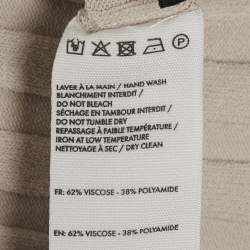 P
LAVER À LA MAIN / HAND WASH
BLANCHIMENT INTERDIT /
DO NOT BLEACH
SÉCHAGE EN TAMBOUR INTERDIT /
DO NOT TUMBLE DRY
REPASSAGE À FAIBLE TEMPÉRATURE /
IRON AT LOW TEMPERATURE
NETTOYAGE À SEC / DRY CLEAN
FR: 62% VISCOSE - 38% POLYAMIDE
EN: 62% VISCOSE - 38% POLYAMIDE